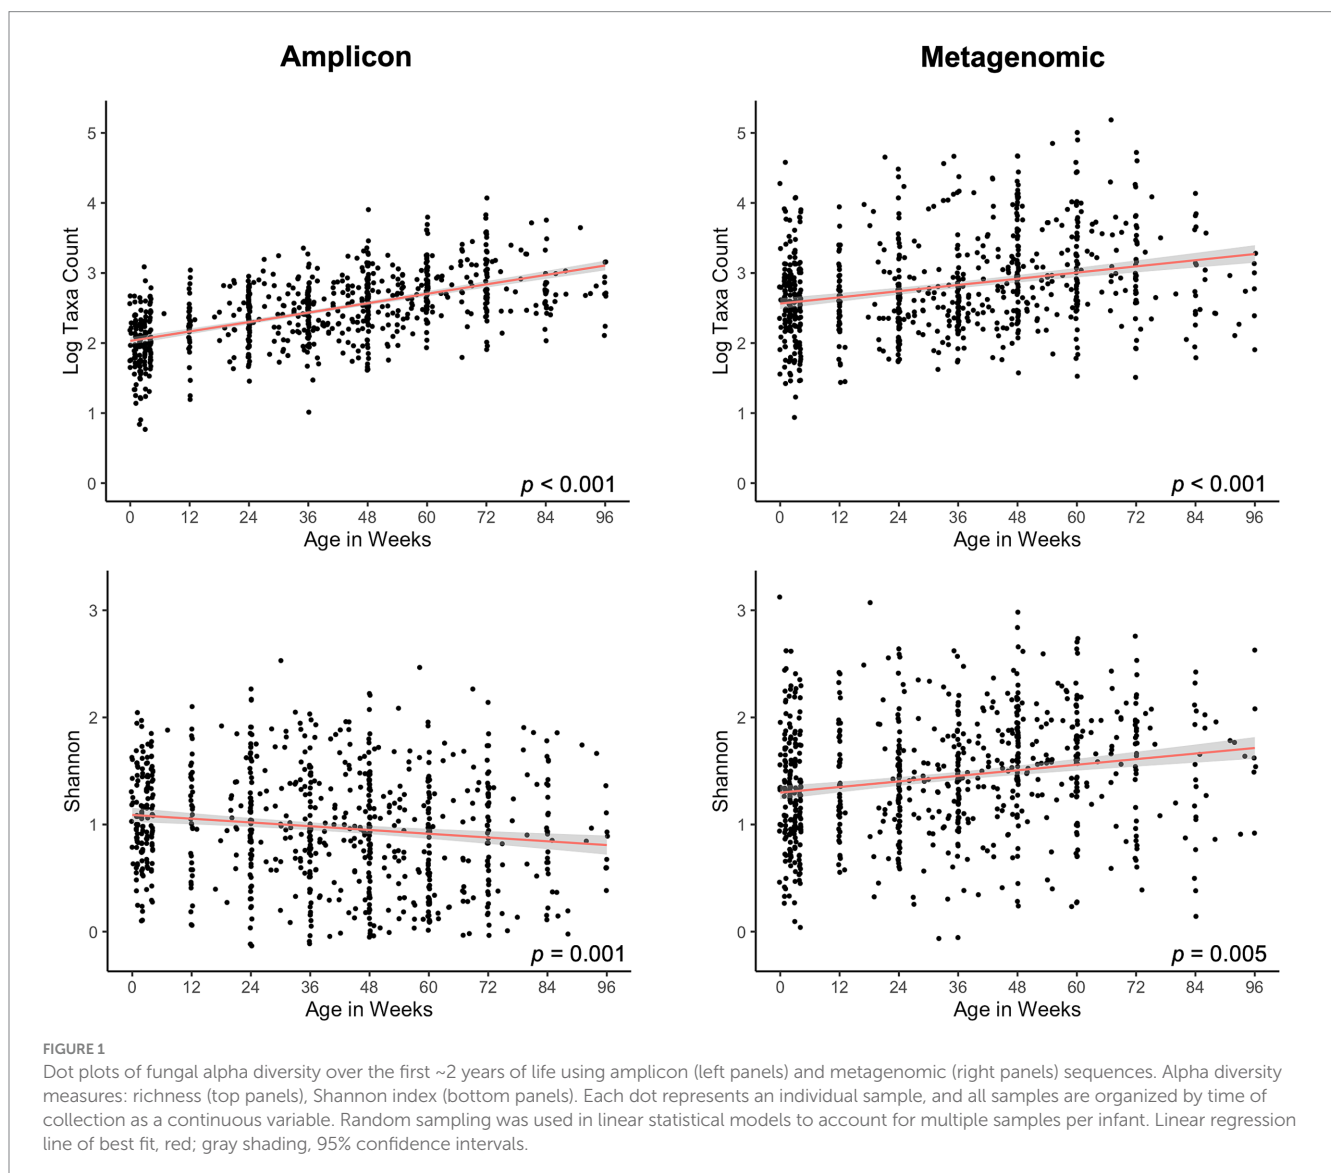 Amplicon
Metagenomic
5
4
3
2
1
0
Log Taxa Count
p < 0.001
0 12 24 36 48 60 72 84 96
Age in Weeks
5
4
3
2
1
0
Log Taxa Count
p < 0.001
0 12 24 36 48 60 72 84 96
Age in Weeks
3
2
1
0
Shannon
p = 0.001
0 12 24 36 48 60 72 84 96
Age in Weeks
3
2
1
0
Shannon
p = 0.005
0 12 24 36 48 60 72 84 96
Age in Weeks
FIGURE 1
Dot plots of fungal alpha diversity over the first ~2 years of life using amplicon (left panels) and metagenomic (right panels) sequences. Alpha diversity
measures: richness (top panels), Shannon index (bottom panels). Each dot represents an individual sample, and all samples are organized by time of
collection as a continuous variable. Random sampling was used in linear statistical models to account for multiple samples per infant. Linear regression
line of best fit, red; gray shading, 95% confidence intervals.